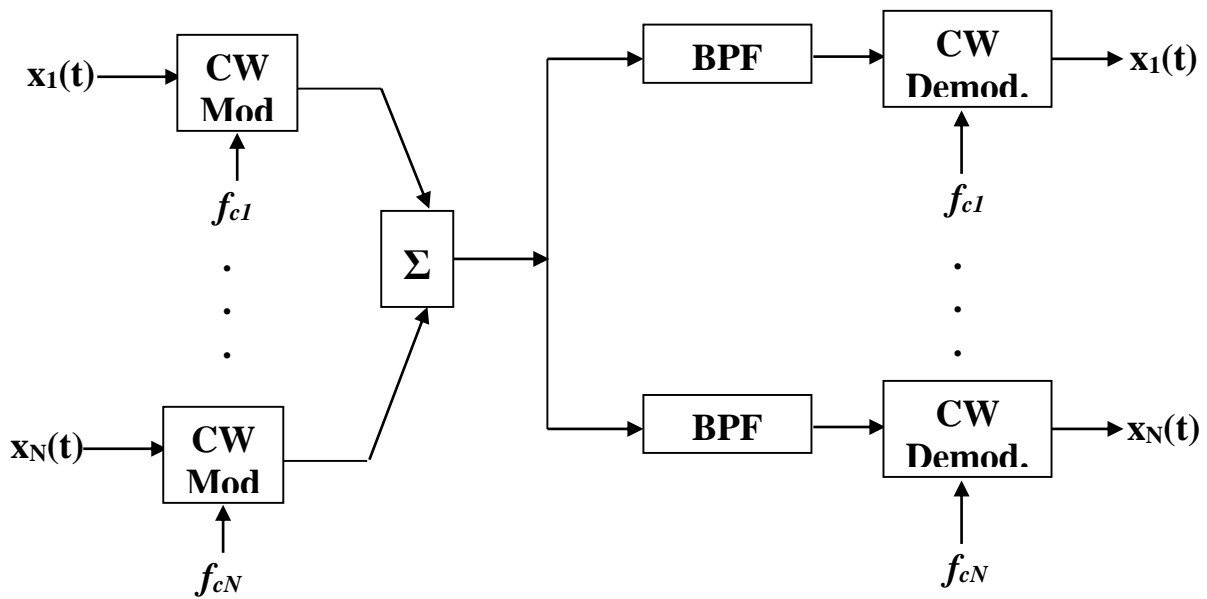 x1(t)
CW
Mod
fc1
Σ
BPF
CW
Demod.
x1(t)
fc1
xN(t)
CW
Mod
fcN
BPF
CW
Demod.
xN(t)
fcN